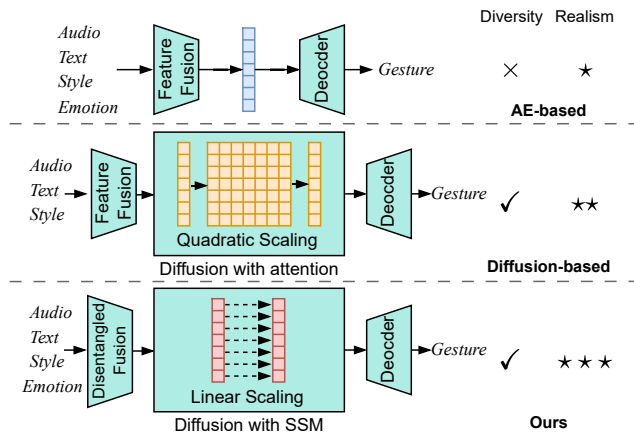 Diversity Realism
Audio
Text
Style
Emotion
Feature
Fusion
Deocder
Gesture
AE-based
Audio
Text
Style
Feature
Fusion
Quadratic Scaling
Diffusion with attention
Deocder
Gesture
Diffusion-based
Audio
Text
Style
Emotion
Disentangled
Fusion
Linear Scaling
Diffusion with SSM
Deocder
Gesture
Ours